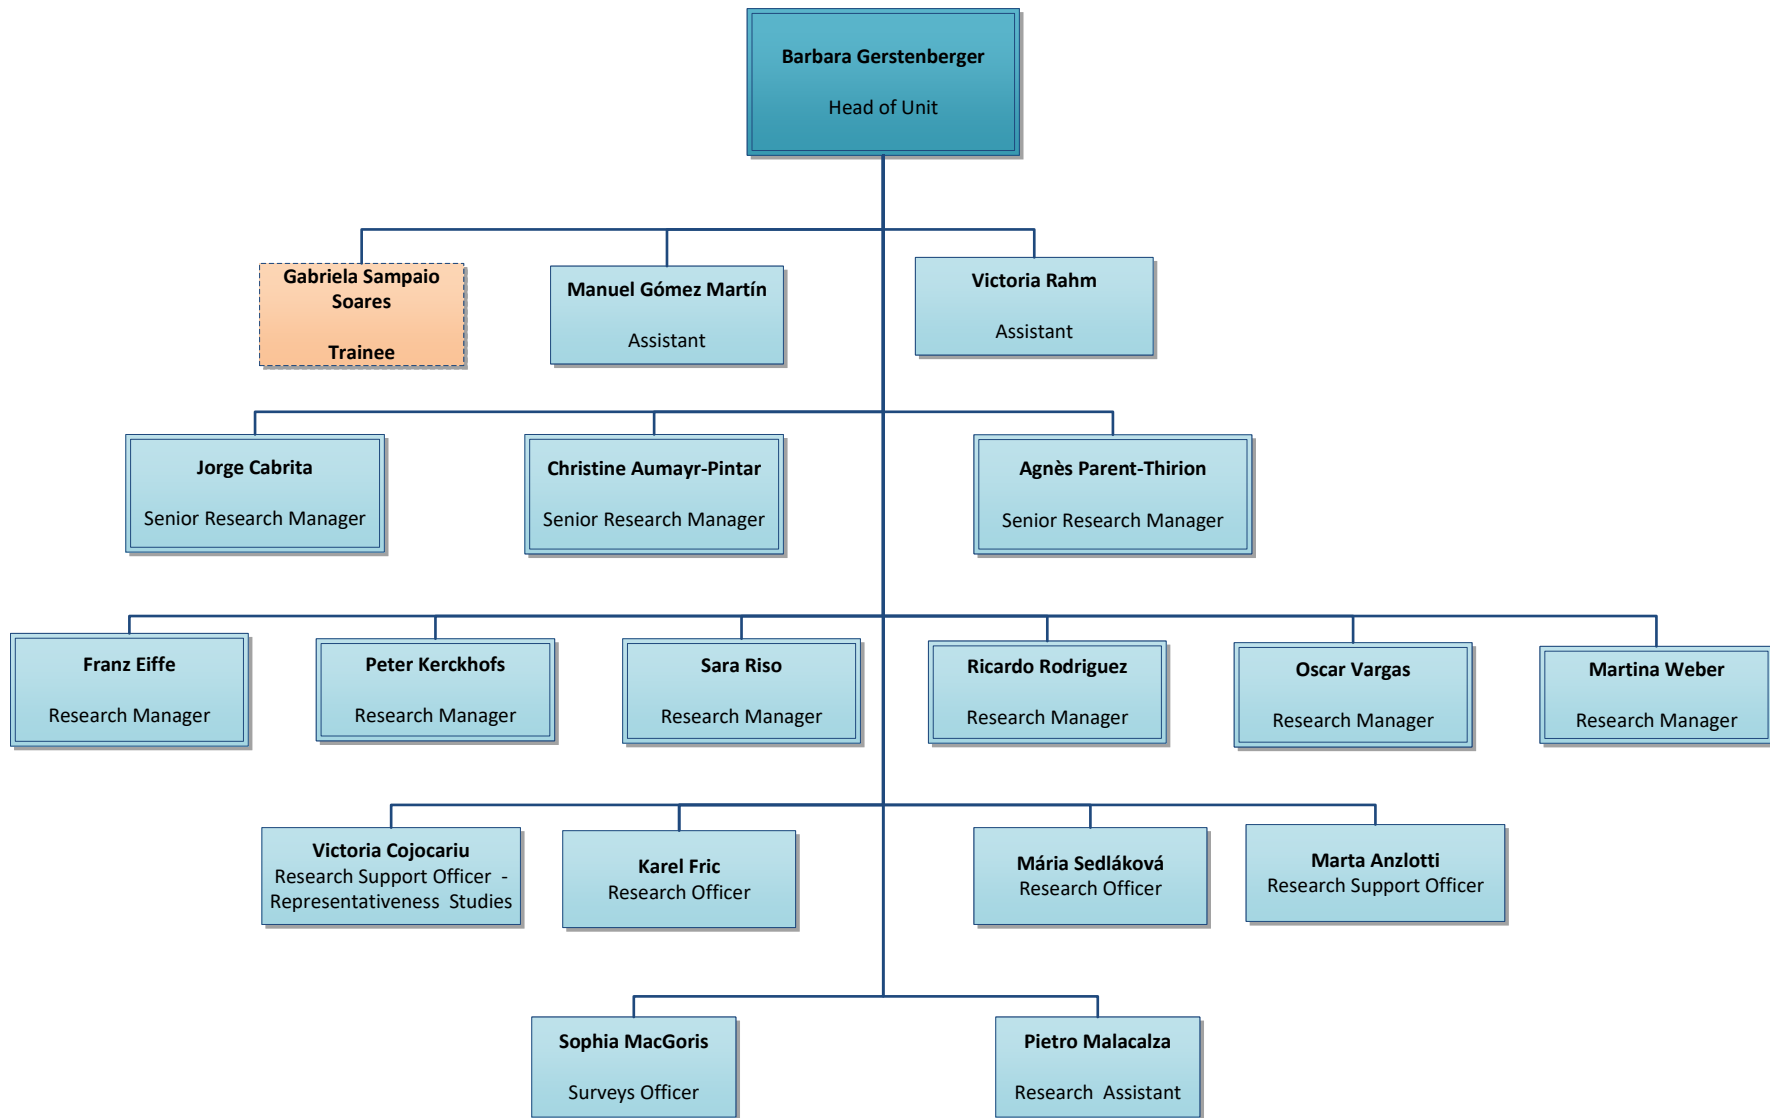 Barbara Gerstenberger
Head of Unit
Gabriela Sampaio
Soares
Trainee
Manuel Gómez Martín
Assistant
Victoria Rahm
Assistant
Jorge Cabrita
Senior Research Manager
Christine Aumayr-Pintar
Senior Research Manager
Agnès Parent-Thirion
Senior Research Manager
Franz Eiffe
Research Manager
Peter Kerckhofs
Research Manager
Sara Riso
Research Manager
Ricardo Rodriguez
Research Manager
Oscar Vargas
Research Manager
Martina Weber
Research Manager
Victoria Cojocariu
Research Support Officer -
Representativeness Studies
Karel Fric
Research Officer
Mária Sedláková
Research Officer
Marta Anzlotti
Research Support Officer
Sophia MacGoris
Surveys Officer
Pietro Malacalza
Research Assistant